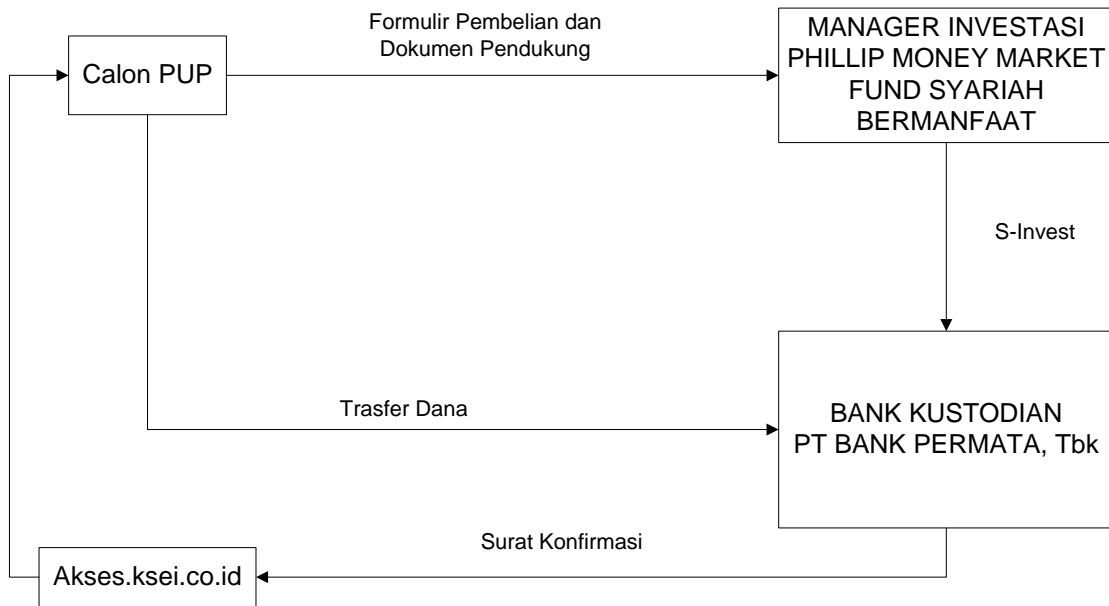 Formulir Pembelian dan
Dokumen Pendukung
MANAGER INVESTASI
PHILLIP MONEY MARKET
FUND SYARIAH
BERMANFAAT
Calon PUP
S-Invest
Trasfer Dana
BANK KUSTODIAN
PT BANK PERMATA, Tbk
Surat Konfirmasi
Akses.ksei.co.id